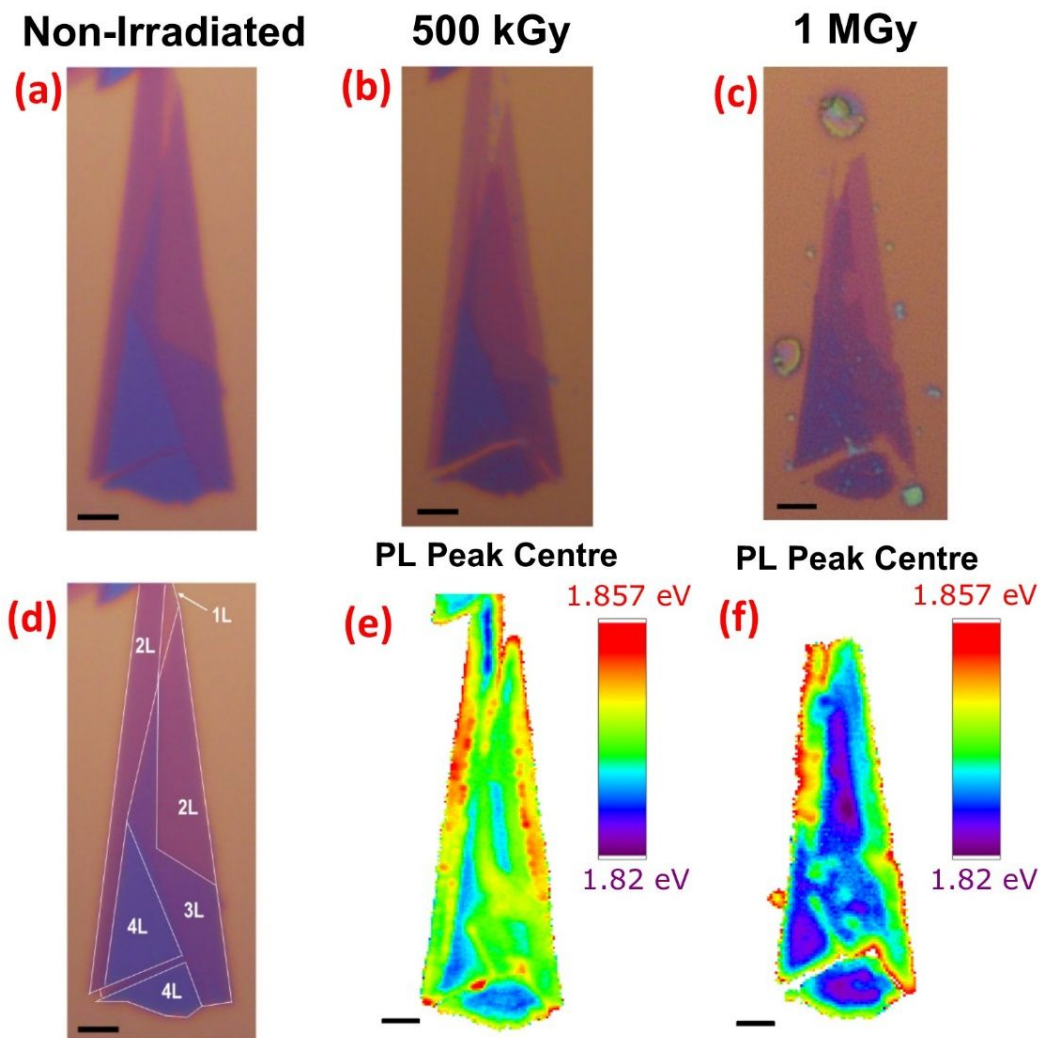 Non-Irradiated
500 kGy
1 MGy
(a)
(b)
(c)
PL Peak Centre
PL Peak Centre
(d)
1L
2L
2L
3L
4L
4L
(e)
1.857 eV
1.82 eV
(f)
1.857 eV
1.82 eV